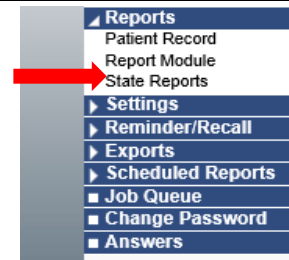 Reports
Patient Record
Report Module
State Reports
Settings
Reminder/Recall
Exports
Scheduled Reports
Job Queue
Change Password
Answers